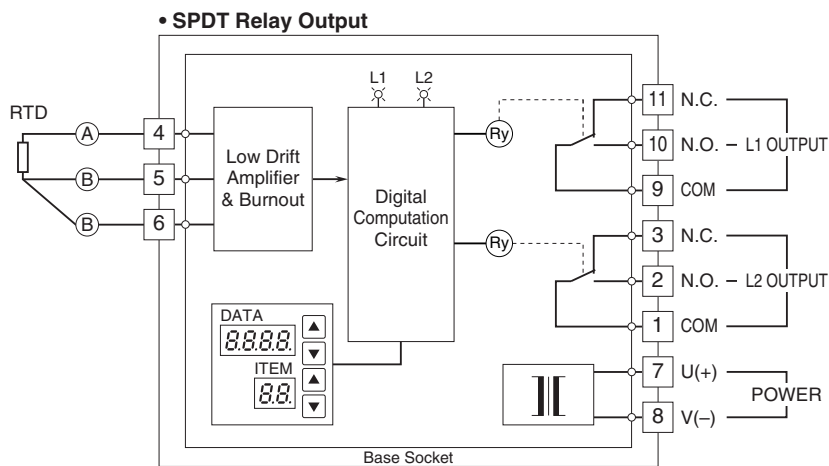 • SPDT Relay Output
L1 L2
RTD
A 4
B 5
B 6
Low Drift
Amplifier
& Burnout
Digital
Computation
Circuit
Ry
Ry
11 N.C.
10 N.O. L1 OUTPUT
9 COM
3 N.C.
2 N.O. L2 OUTPUT
1 COM
DATA
8.8.8.8.
ITEM
8.8.
7 U(+)
POWER
8 V(–)
Base Socket